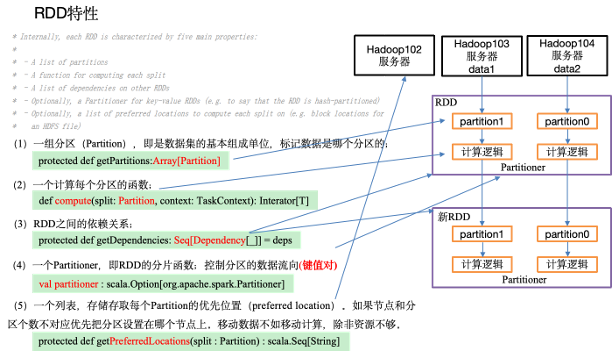 RDD特性
* Internally, each RDD is characterized by five main properties:
*
* - A list of partitions
* - A function for computing each split
* - A list of dependencies on other RDDs
* - Optionally, a Partitioner for key-value RDDs (e.g. to say that the RDD is hash-partitioned)
* - Optionally, a list of preferred locations to compute each split on (e.g. block locations for
* an HDFS file)
(1) 一组分区（Partition），即是数据集的基本组成单位，标记数据是哪个分区的；
protected def getPartitions:Array[Partition]
(2) 一个计算每个分区的函数；
def compute(split: Partition, context: TaskContext): Interator[T]
(3) RDD之间的依赖关系；
protected def getDependencies: Seq[Dependency[_]] = deps
(4) 一个Partitioner，即RDD的分片函数；控制分区的数据流向(键值对)
val partitioner : scala.Option[org.apache.spark.Partitioner]
(5) 一个列表，存储存取每个Partition的优先位置（preferred location）。如果节点和分
区个数不对应优先把分区设置在哪个节点上，移动数据不如移动计算，除非资源不够。
protected def getPreferredLocations(split : Partition) : scala.Seq[String]
Hadoop102
服务器
Hadoop103
服务器
data1
Hadoop104
服务器
data2
RDD
partition1
partition0
计算逻辑
计算逻辑
Partitioner
新RDD
partition1
partition0
计算逻辑
计算逻辑
Partitioner